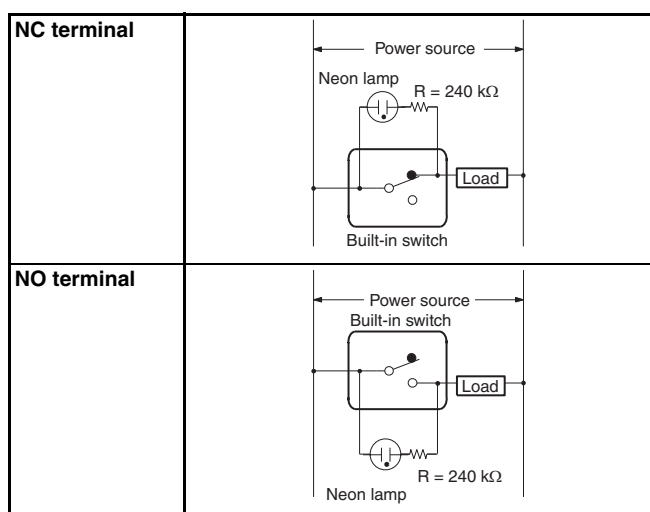 NC terminal
Power source
Neon lamp
R = 240 kΩ
Load
Built-in switch
NO terminal
Power source
Built-in switch
Load
R = 240 kΩ
Neon lamp